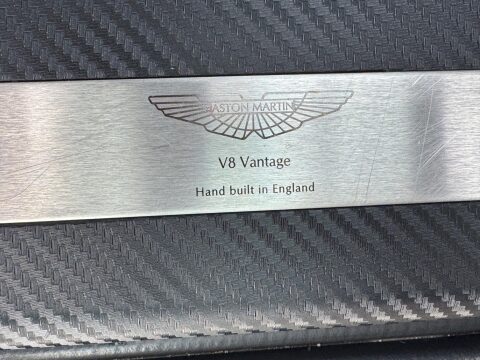 ASTON MARTIN
V8 Vantage
Hand built in England